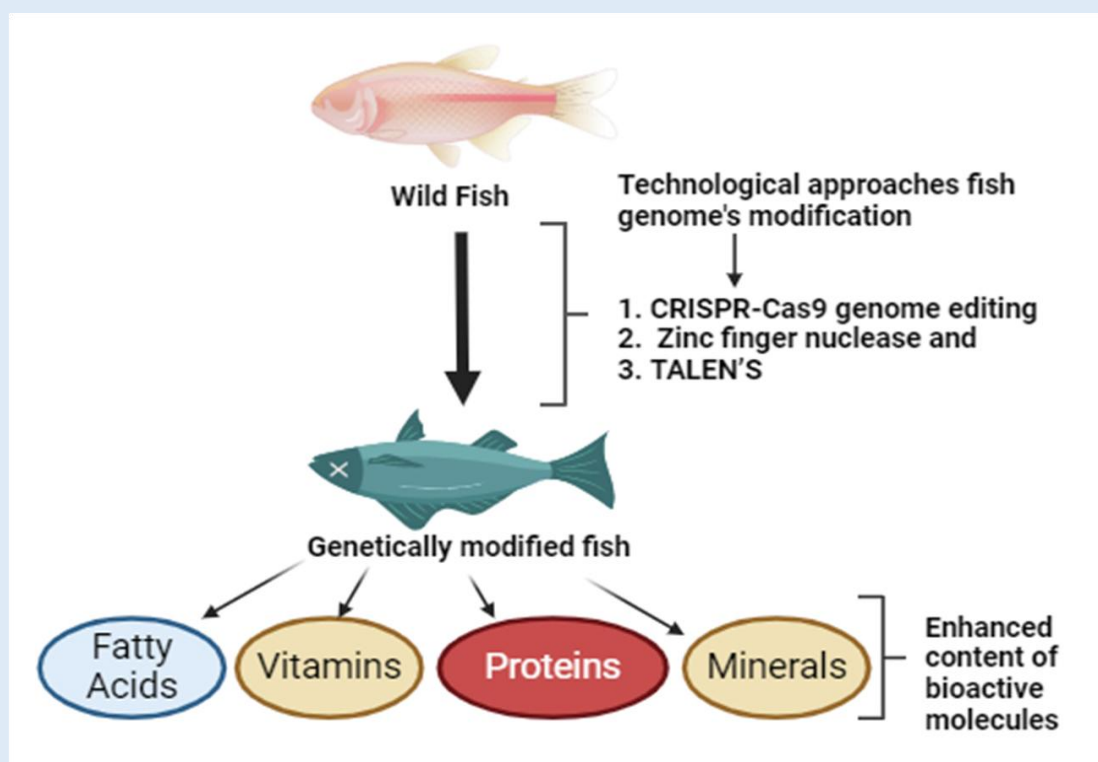 Wild Fish
Technological approaches fish
genome's modification
1. CRISPR-Cas9 genome editing
2. Zinc finger nuclease and
3. TALEN'S
Genetically modified fish
Fatty
Acids
Vitamins
Proteins
Minerals
Enhanced
content of
bioactive
molecules